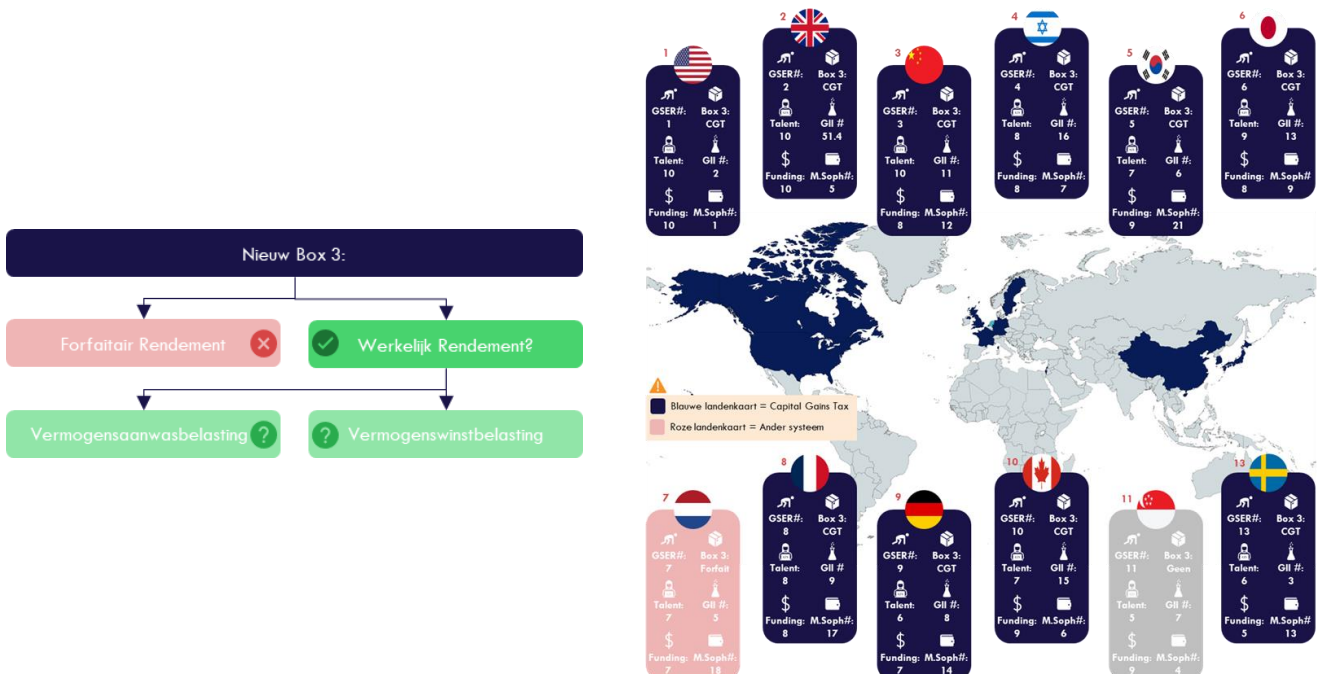 Nieuw Box 3:
Forfaitair Rendement
Werkelijk Rendement?
Vermogensaanwasbelasting ?
? Vermogenswinstbelasting
1
GSER#: Box 3:
1 CGT
Talent: GII #:
10 2
$
Funding: M.Soph#:
10 1
2
GSER#: Box 3:
2 CGT
Talent: GII #
10 51.4
$
Funding: M.Soph#:
10 5
3
GSER#: Box 3:
3 CGT
Talent: GII #:
10 11
$
Funding: M.Soph#:
8 12
4
GSER#: Box 3:
4 CGT
Talent: GII #:
8 16
$
Funding: M.Soph#:
8 7
5
GSER#: Box 3:
5 CGT
Talent: GII #:
7 6
$
Funding: M.Soph#:
9 21
6
GSER#: Box 3:
6 CGT
Talent: GII #:
9 13
$
Funding: M.Soph#:
8 9
Blauwe landenkaart = Capital Gains Tax
Roze landenkaart = Ander systeem
7
GSER#: Box 3:
7 Forfait
Talent: GII #:
7 5
$
Funding: M.Soph#:
7 18
8
GSER#: Box 3:
8 CGT
Talent: GII #
8 9
$
Funding: M.Soph#:
8 17
9
GSER#: Box 3:
9 CGT
Talent: GII #:
6 8
$
Funding: M.Soph#:
7 14
10
GSER#: Box 3:
10 CGT
Talent: GII #:
7 15
$
Funding: M.Soph#:
9 6
11
GSER#: Box 3:
11 Geen
Talent: GII #:
5 7
$
Funding: M.Soph#:
9 4
13
GSER#: Box 3:
13 CGT
Talent: GII #:
6 3
$
Funding: M.Soph#:
5 13